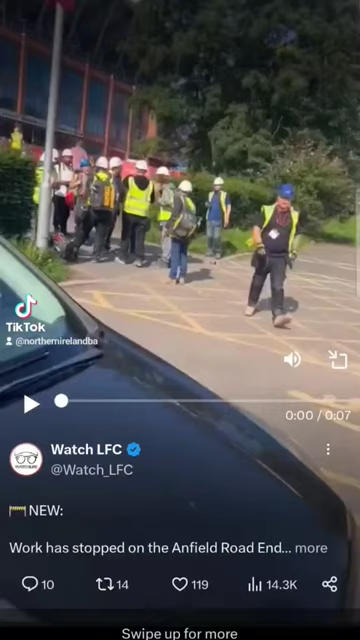 TikTok
@northernirelandba
0:00 / 0:07
Watch LFC
@Watch_LFC
NEW:
Work has stopped on the Anfield Road End... more
10
14
119
14.3K
Swipe up for more